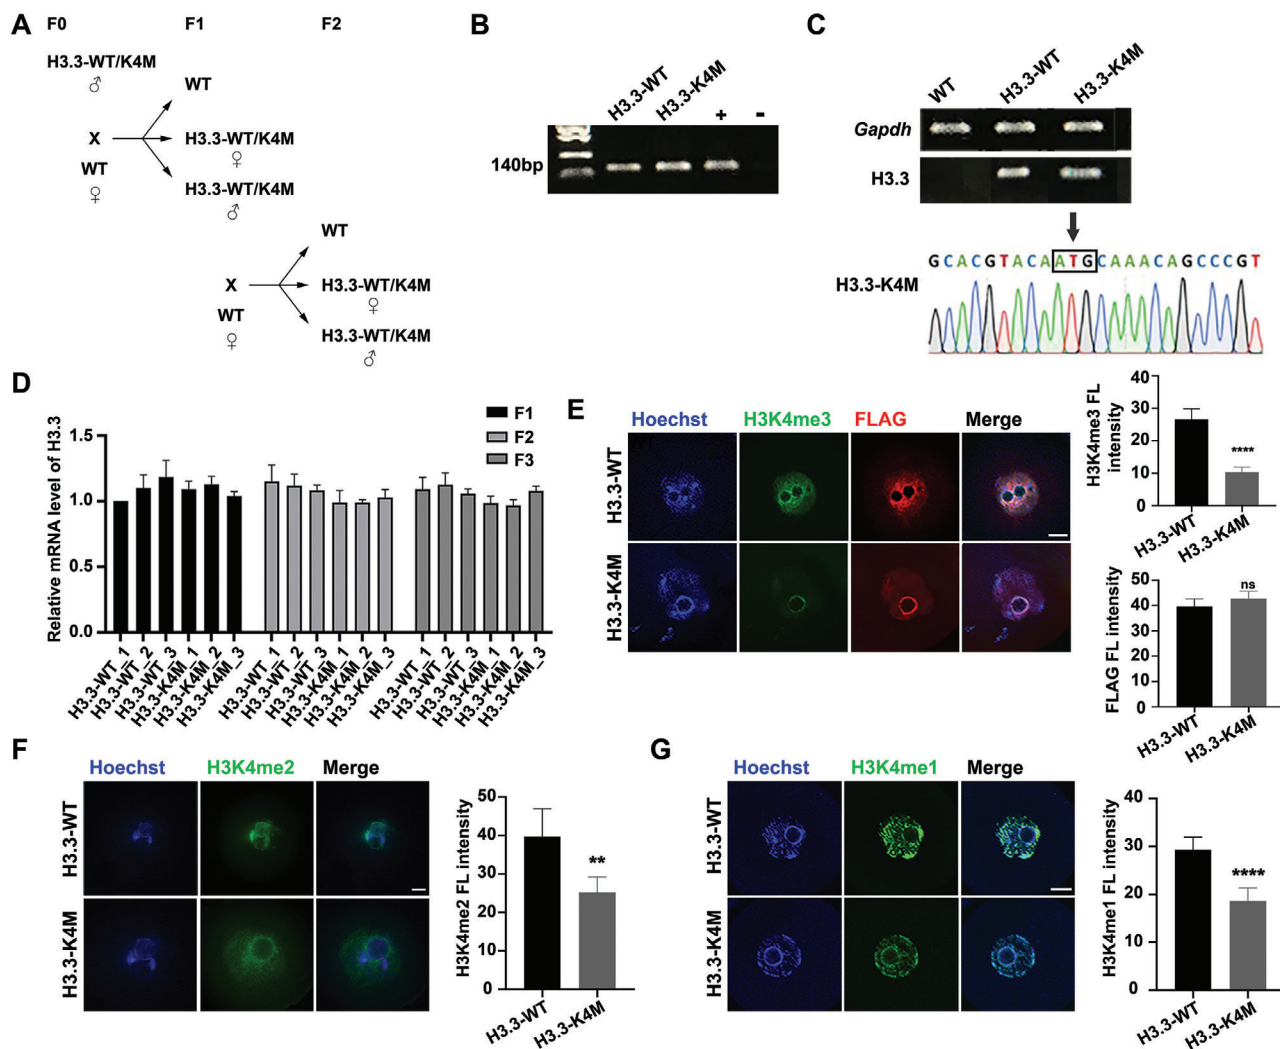 A
F0
F1
F2
H3.3-WT/K4M
♂
WT
X
H3.3-WT/K4M
♀
WT
♀
H3.3-WT/K4M
♂
WT
X
H3.3-WT/K4M
♀
WT
♀
H3.3-WT/K4M
♂
B
H3.3-WT
H3.3-K4M
+
-
140bp
C
WT
H3.3-WT
H3.3-K4M
Gapdh
H3.3
GCACGTACAATGCAAACAGCCCGT
H3.3-K4M
D
F1
F2
F3
Relative mRNA level of H3.3
1.5
1.0
0.5
0.0
H3.3-WT_1
H3.3-WT_2
H3.3-WT_3
H3.3-K4M_1
H3.3-K4M_2
H3.3-K4M_3
H3.3-WT_1
H3.3-WT_2
H3.3-WT_3
H3.3-K4M_1
H3.3-K4M_2
H3.3-K4M_3
H3.3-WT_1
H3.3-WT_2
H3.3-WT_3
H3.3-K4M_1
H3.3-K4M_2
H3.3-K4M_3
E
Hoechst
H3K4me3
FLAG
Merge
H3.3-WT
H3.3-K4M
H3K4me3 FL
intensity
40
30
20
10
0
****
H3.3-WT
H3.3-K4M
FLAG FL intensity
50
40
30
20
10
0
ns
H3.3-WT
H3.3-K4M
F
Hoechst
H3K4me2
Merge
H3.3-WT
H3.3-K4M
H3K4me2 FL intensity
50
40
30
20
10
0
**
H3.3-WT
H3.3-K4M
G
Hoechst
H3K4me1
Merge
H3.3-WT
H3.3-K4M
H3K4me1 FL intensity
40
30
20
10
0
****
H3.3-WT
H3.3-K4M